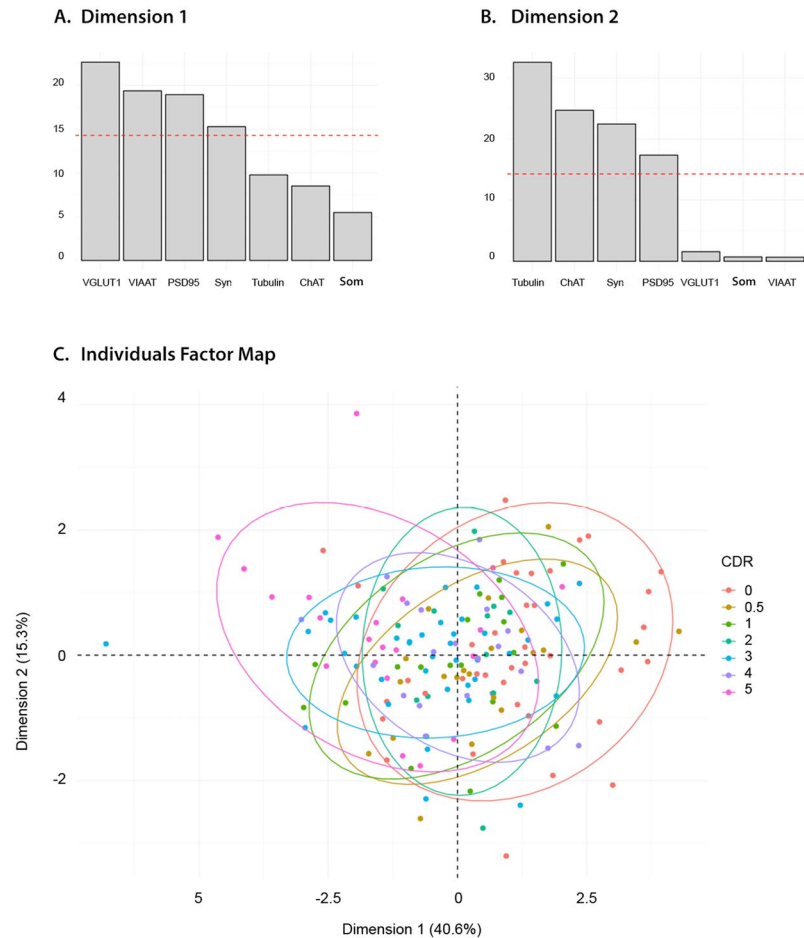 A. Dimension 1
20
15
10
5
0
VGLUT1 VIAAT PSD95 Syn Tubulin ChAT Som
B. Dimension 2
30
20
10
0
Tubulin ChAT Syn PSD95 VGLUT1 Som VIAAT
C. Individuals Factor Map
4
2
0
-2
Dimension 2 (15.3%)
5 -2.5 0 2.5
Dimension 1 (40.6%)
CDR
0
0.5
1
2
3
4
5